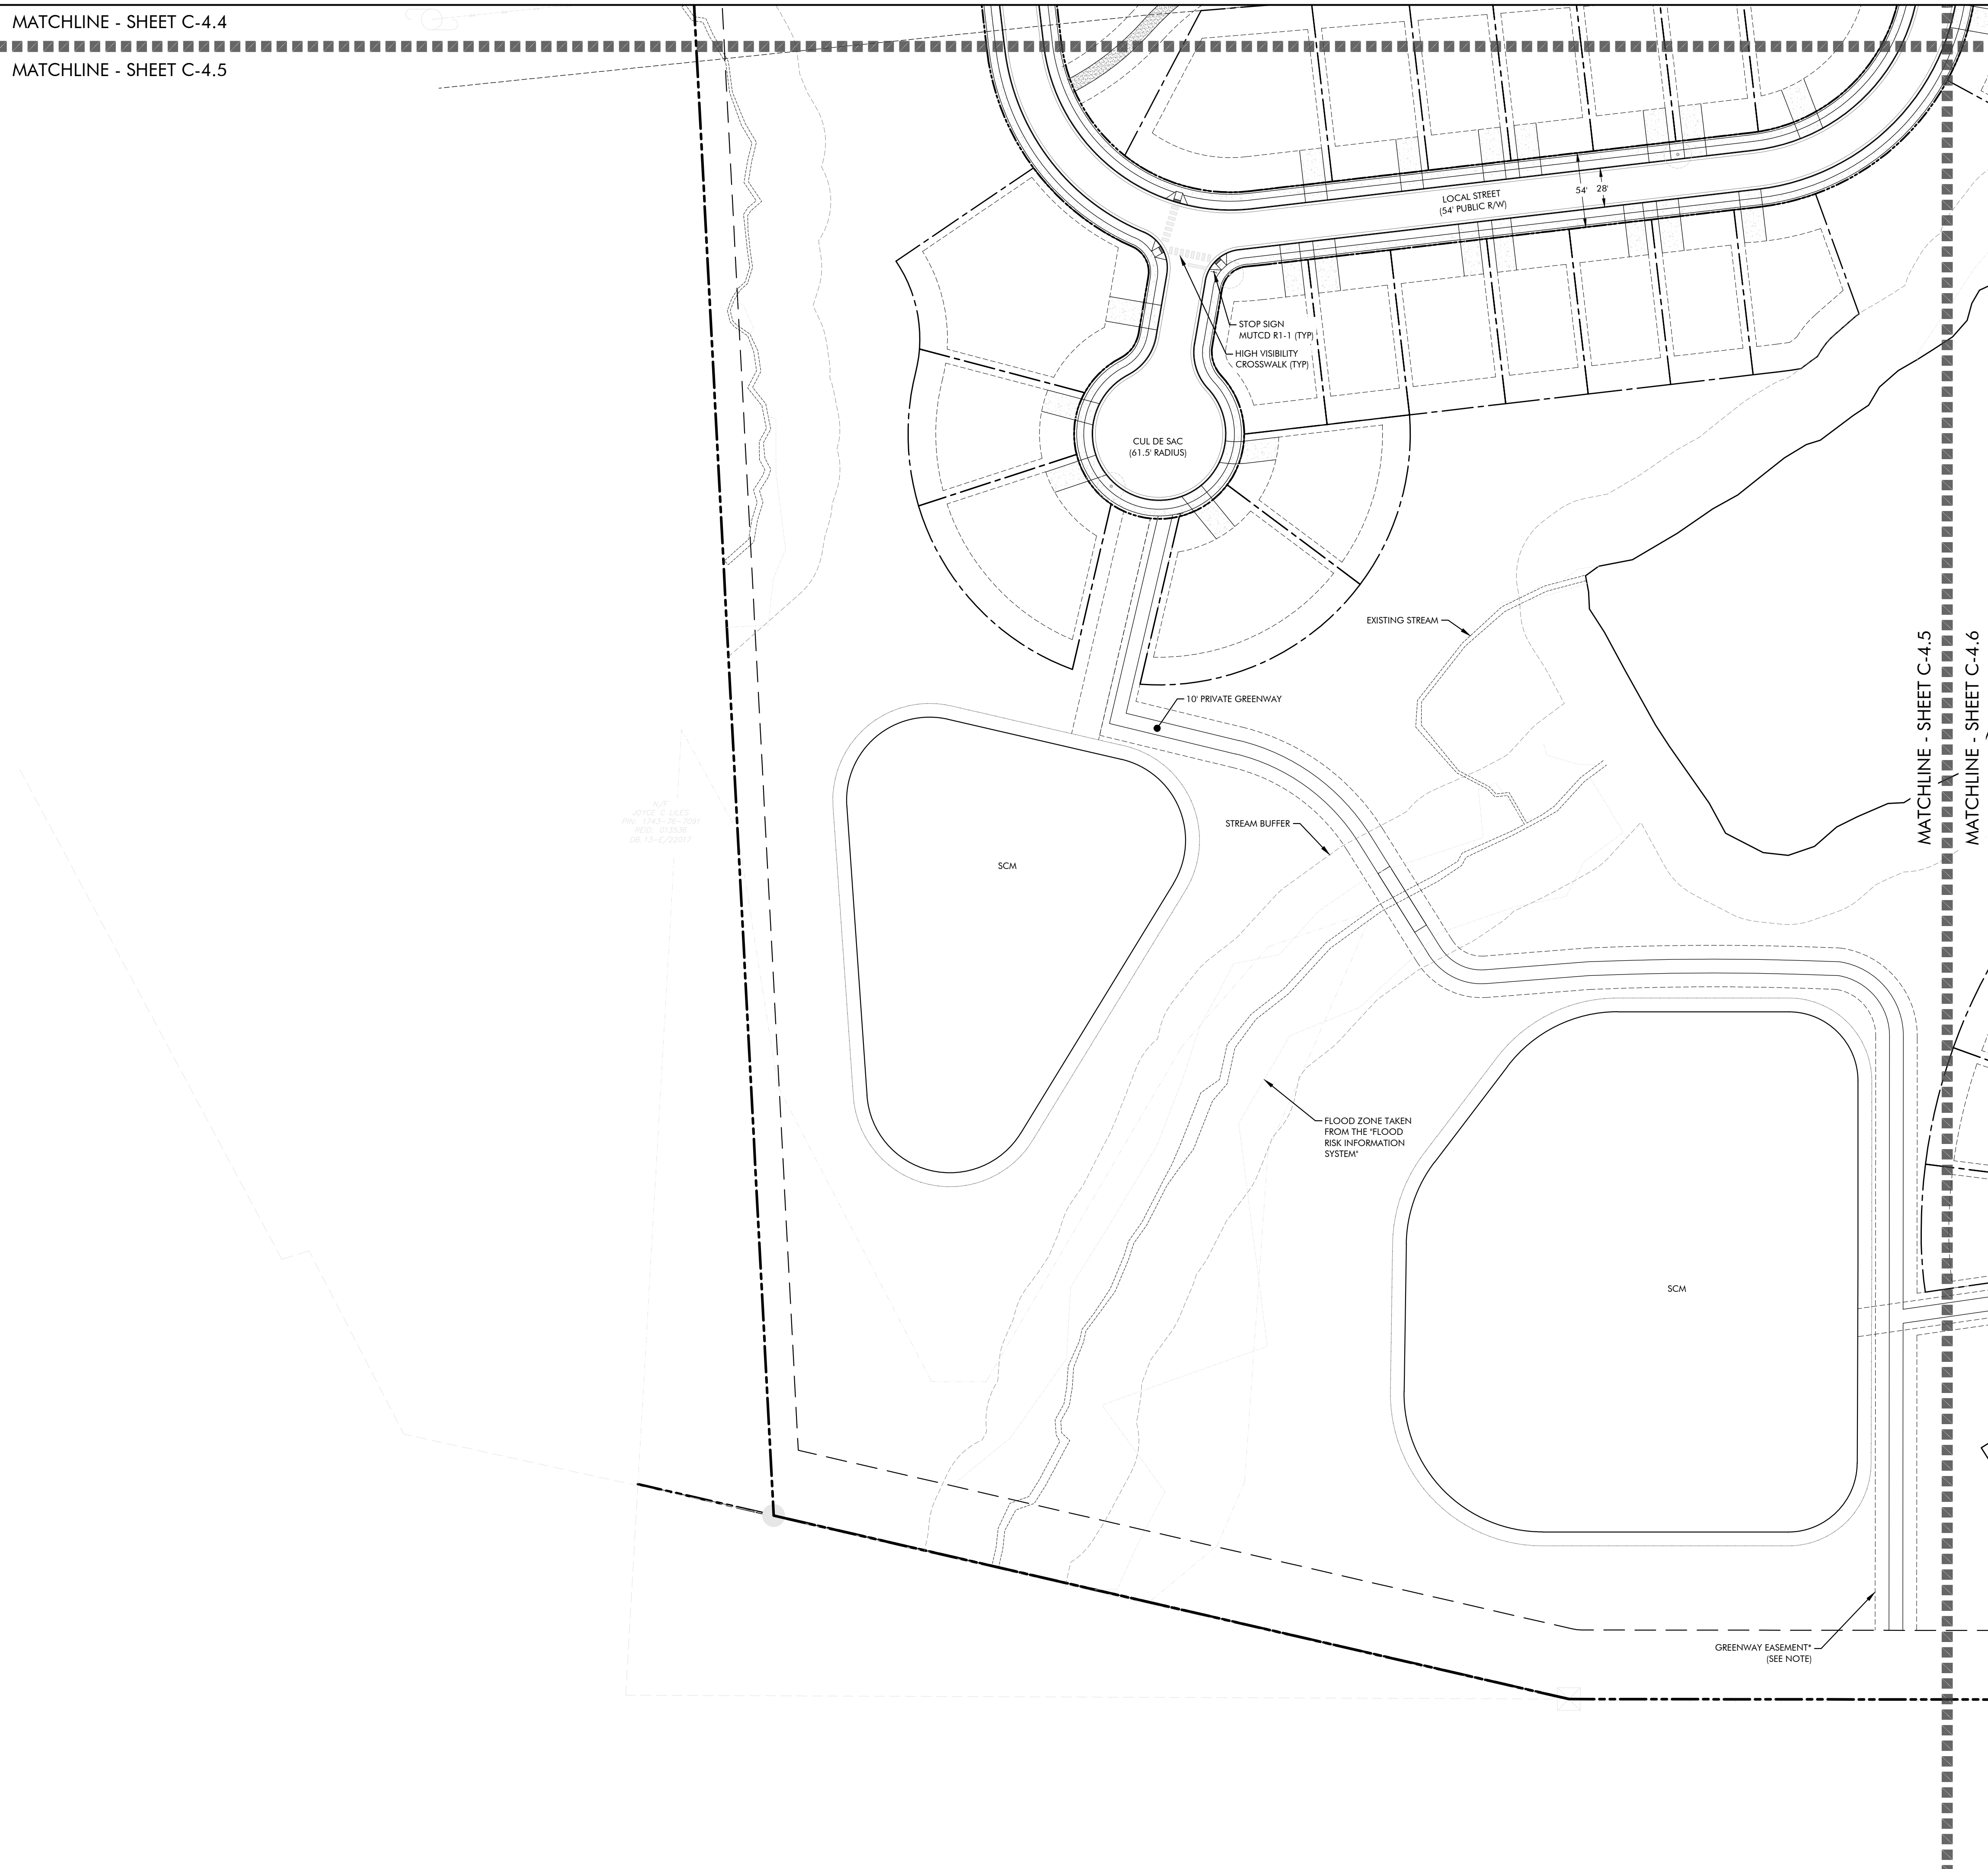 MATCHLINE - SHEET C-4.4
MATCHLINE - SHEET C-4.5
54'
28'
LOCAL STREET
(54' PUBLIC R/W)
STOP SIGN
MUTCD R1-1 (TYP)
HIGH VISIBILITY
CROSSWALK (TYP)
CUL DE SAC
(61.5' RADIUS)
EXISTING STREAM
10' PRIVATE GREENWAY
MATCHLINE - SHEET C-4.5
MATCHLINE - SHEET C-4.6
N/F
JOYCE C LILES
STREAM BUFFER
SCM
FLOOD ZONE TAKEN
FROM THE "FLOOD
RISK INFORMATION
SYSTEM"
SCM
GREENWAY EASEMENT*
(SEE NOTE)